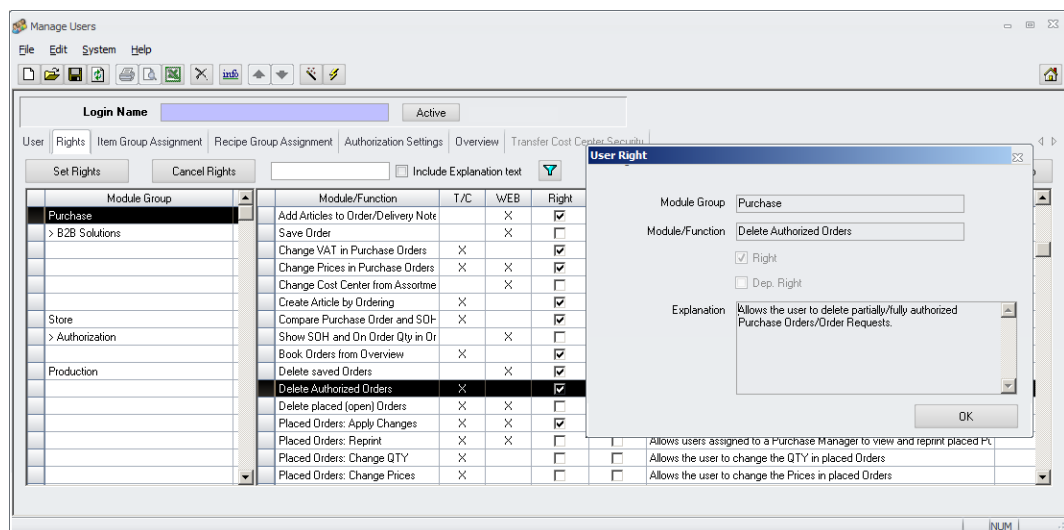 Manage Users
File Edit System Help
info
Login Name Active
User Rights Item Group Assignment Recipe Group Assignment Authorization Settings Overview Transfer Cost Center Security
Set Rights Cancel Rights Include Explanation text
Module Group
Purchase
> B2B Solutions
Store
> Authorization
Production
Module/Function T/C WEB Right
Add Articles to Order/Delivery Note X
Save Order X
Change VAT in Purchase Orders X
Change Prices in Purchase Orders X X
Change Cost Center from Assortme X
Create Article by Ordering X
Compare Purchase Order and SOH X
Show SOH and On Order Qty in Or X
Book Orders from Overview X
Delete saved Orders X
Delete Authorized Orders X
Delete placed (open) Orders X X
Placed Orders: Apply Changes X X
Placed Orders: Reprint X X Allows users assigned to a Purchase Manager to view and reprint placed PU
Placed Orders: Change QTY X Allows the user to change the QTY in placed Orders
Placed Orders: Change Prices X Allows the user to change the Prices in placed Orders
User Right
Module Group Purchase
Module/Function Delete Authorized Orders
Right
Dep. Right
Explanation Allows the user to delete partially/fully authorized
Purchase Orders/Order Requests.
OK
NUM